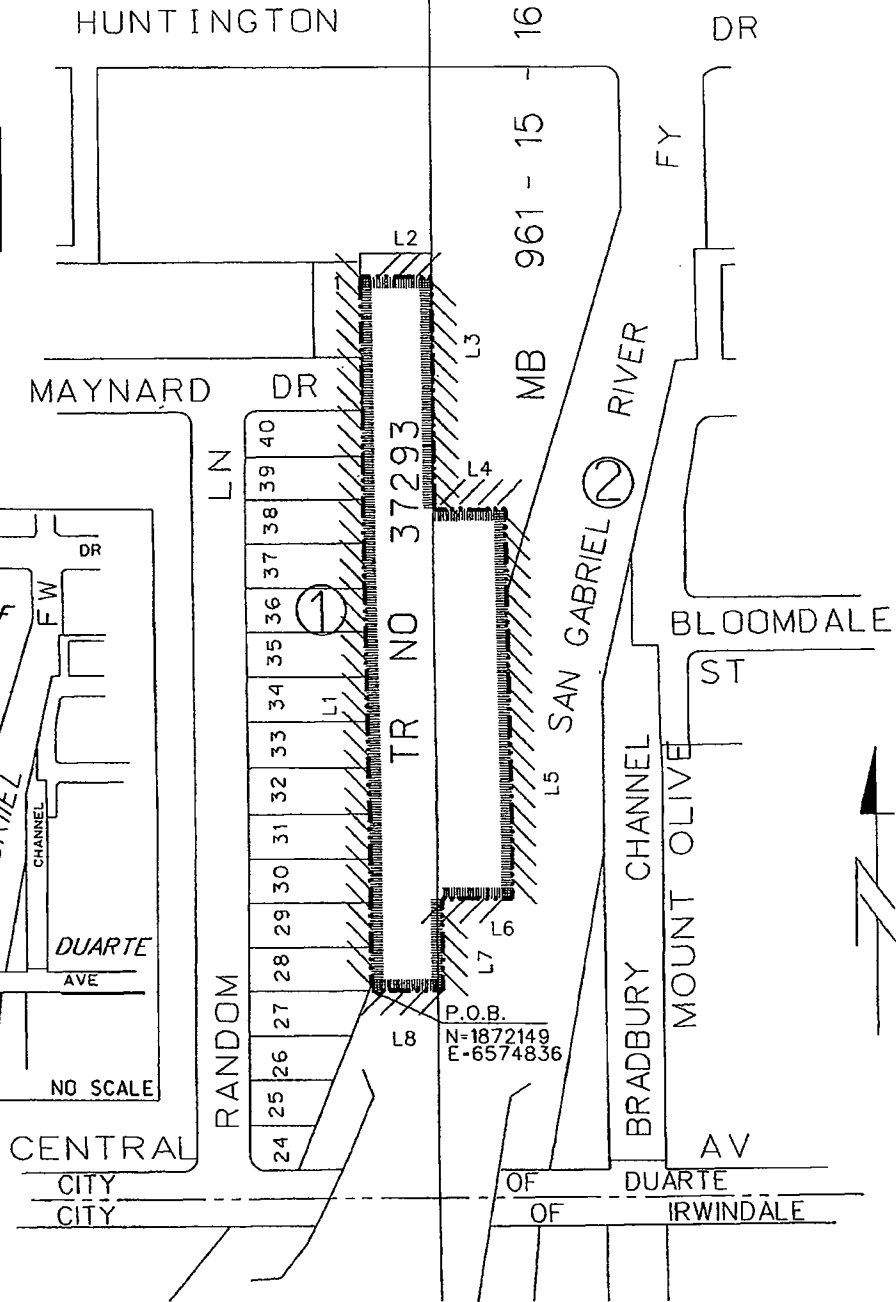 HUNTINGTON DR
MB 961 - 15 - 16
FY
L2
L3
MAYNARD DR
LN
40
39
38
37
36
35
34
33
32
31
30
29
28
27
26
25
24
RANDOM
1
L1
TR NO 37293
L4
2
SAN GABRIEL RIVER
BLOOMDALE
ST
L5
L6
L7
L8
P.O.B.
N=1872149
E=6574836
BRADBURY CHANNEL
MOUNT OLIVE
DR
FW
CHANNEL
DUARTE
AVE
NO SCALE
CENTRAL AV
CITY OF DUARTE
CITY OF IRWINDALE